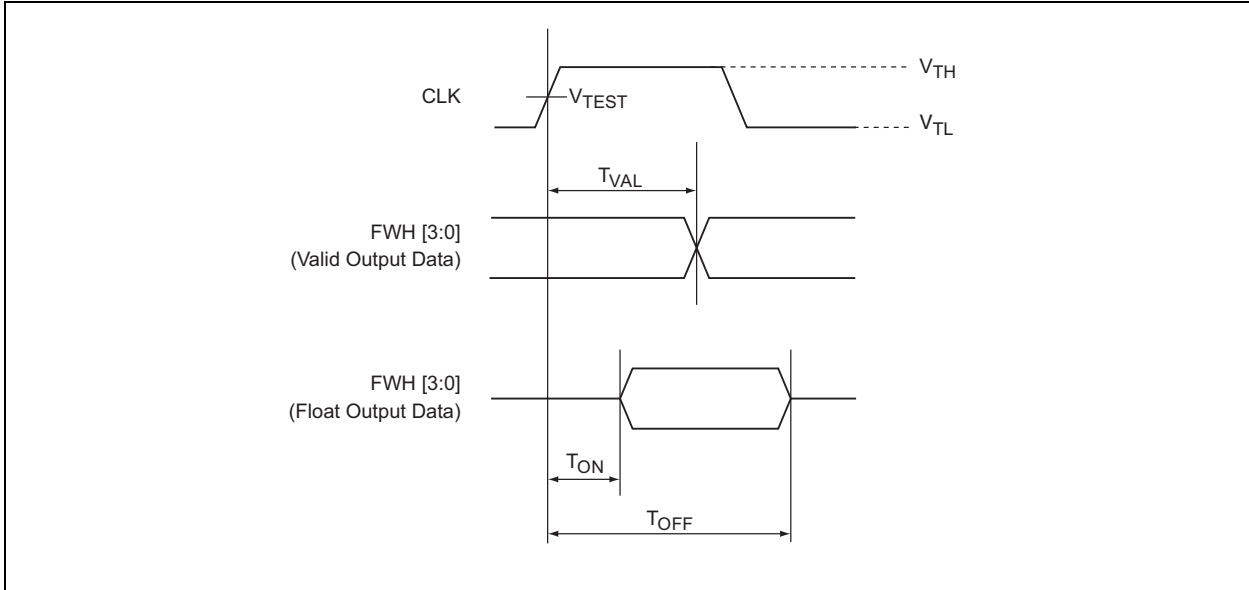 CLK
VTEST
VTH
VTL
TVAL
FWH [3:0]
(Valid Output Data)
FWH [3:0]
(Float Output Data)
TON
TOFF